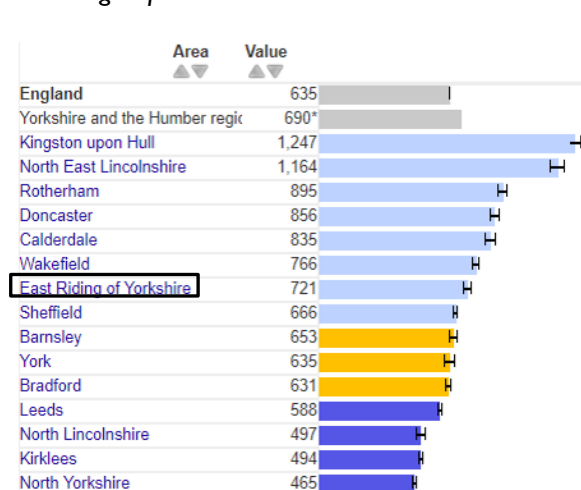 Area Value
England 635
Yorkshire and the Humber regic 690*
Kingston upon Hull 1,247
North East Lincolnshire 1,164
Rotherham 895
Doncaster 856
Calderdale 835
Wakefield 766
East Riding of Yorkshire 721
Sheffield 666
Barnsley 653
York 635
Bradford 631
Leeds 588
North Lincolnshire 497
Kirklees 494
North Yorkshire 465